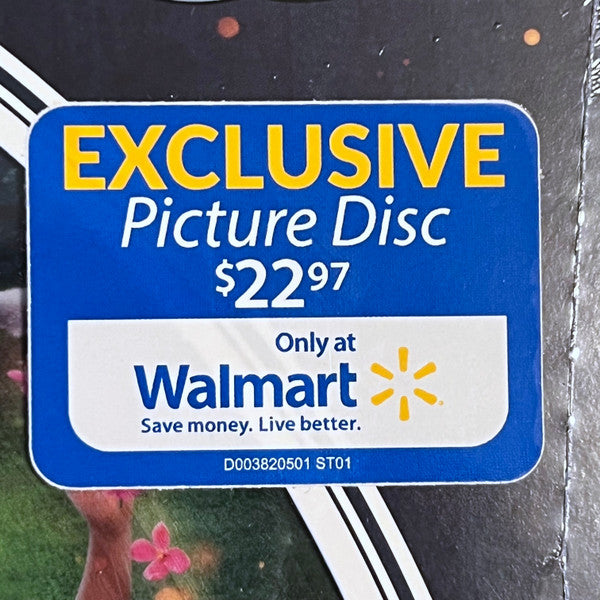 EXCLUSIVE
Picture Disc
$22.97
Only at
Walmart
Save money. Live better.
D003820501 ST01